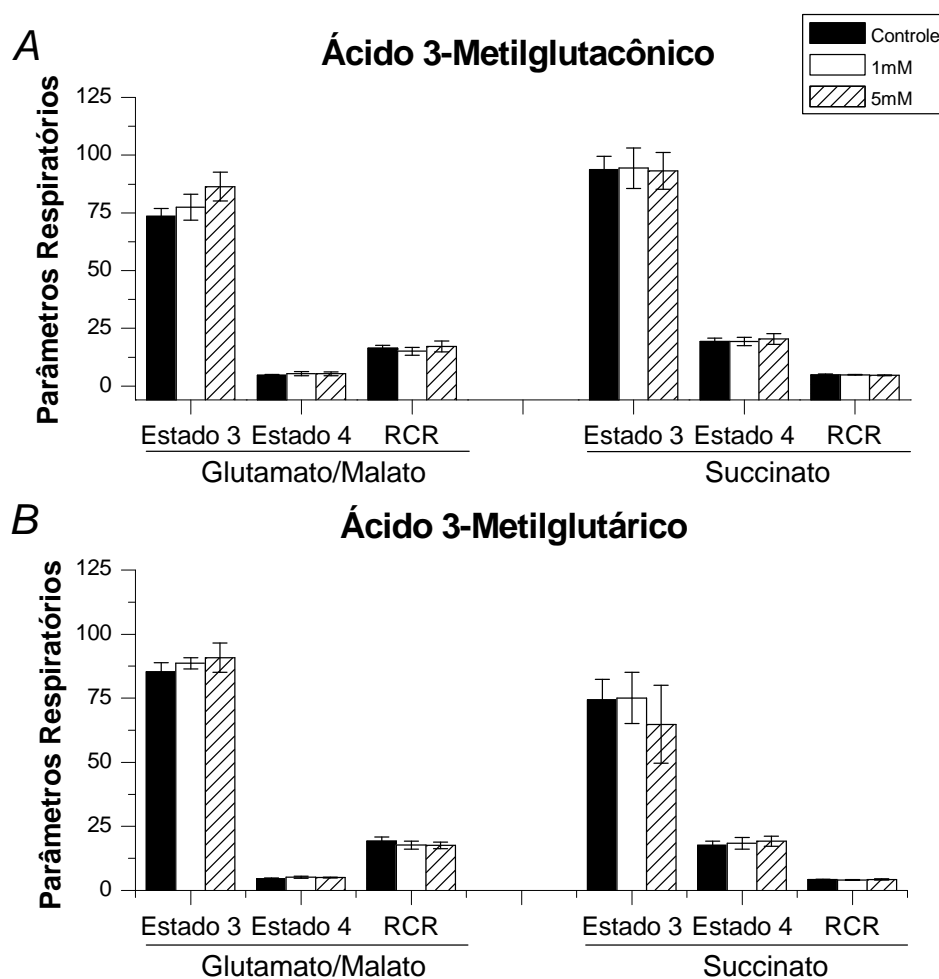 A
Ácido 3-Metilglutacônico
Controle
1mM
5mM
Parâmetros Respiratórios
125
100
75
50
25
0
Estado 3 Estado 4 RCR Estado 3 Estado 4 RCR
Glutamato/Malato Succinato
B
Ácido 3-Metilglutárico
Parâmetros Respiratórios
125
100
75
50
25
0
Estado 3 Estado 4 RCR Estado 3 Estado 4 RCR
Glutamato/Malato Succinato